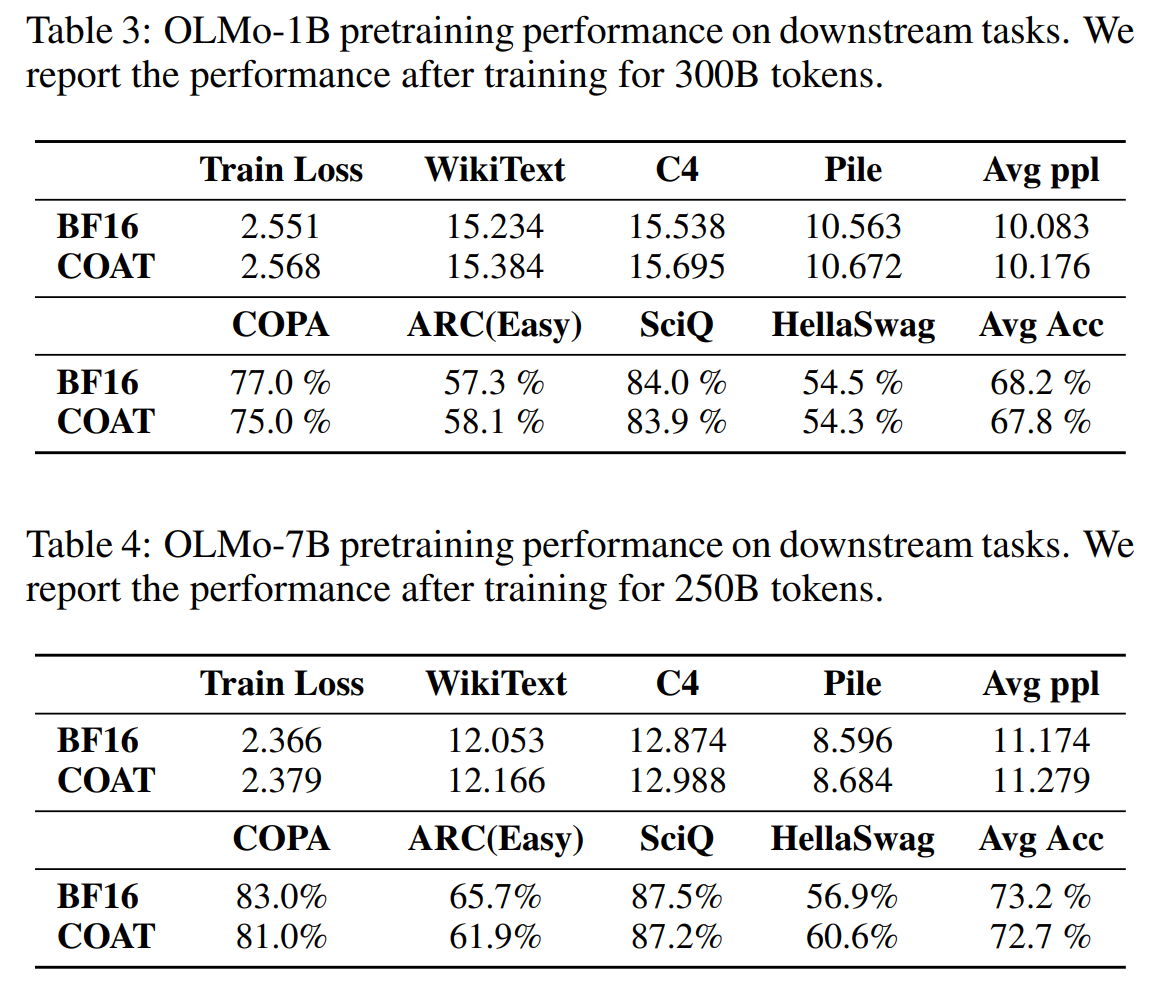 Table 3: OLMo-1B pretraining performance on downstream tasks. We
report the performance after training for 300B tokens.
Train Loss WikiText C4 Pile Avg ppl
BF16 2.551 15.234 15.538 10.563 10.083
COAT 2.568 15.384 15.695 10.672 10.176
COPA ARC(Easy) SciQ HellaSwag Avg Acc
BF16 77.0 % 57.3 % 84.0 % 54.5 % 68.2 %
COAT 75.0 % 58.1 % 83.9 % 54.3 % 67.8 %
Table 4: OLMo-7B pretraining performance on downstream tasks. We
report the performance after training for 250B tokens.
Train Loss WikiText C4 Pile Avg ppl
BF16 2.366 12.053 12.874 8.596 11.174
COAT 2.379 12.166 12.988 8.684 11.279
COPA ARC(Easy) SciQ HellaSwag Avg Acc
BF16 83.0% 65.7% 87.5% 56.9% 73.2 %
COAT 81.0% 61.9% 87.2% 60.6% 72.7 %